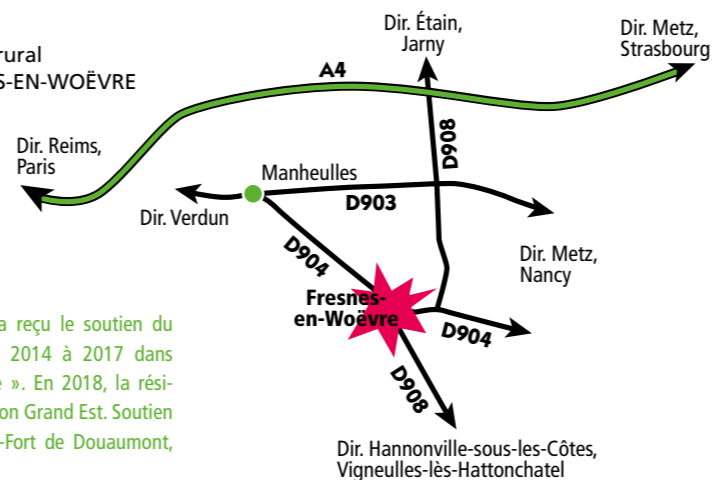 rural
S-EN-WOËVRE
Dir. Étain,
Jarny
Dir. Metz,
Strasbourg
A4
Dir. Reims,
Paris
D908
Manheulles
Dir. Verdun
D903
D904
Dir. Metz,
Nancy
Fresnes-
en-Woëvre
D904
D908
Dir. Hannonville-sous-les-Côtes,
Vigneulles-lès-Hattonchatel
a reçu le soutien du
2014 à 2017 dans
e ». En 2018, la rési-
on Grand Est. Soutien
-Fort de Douaumont,